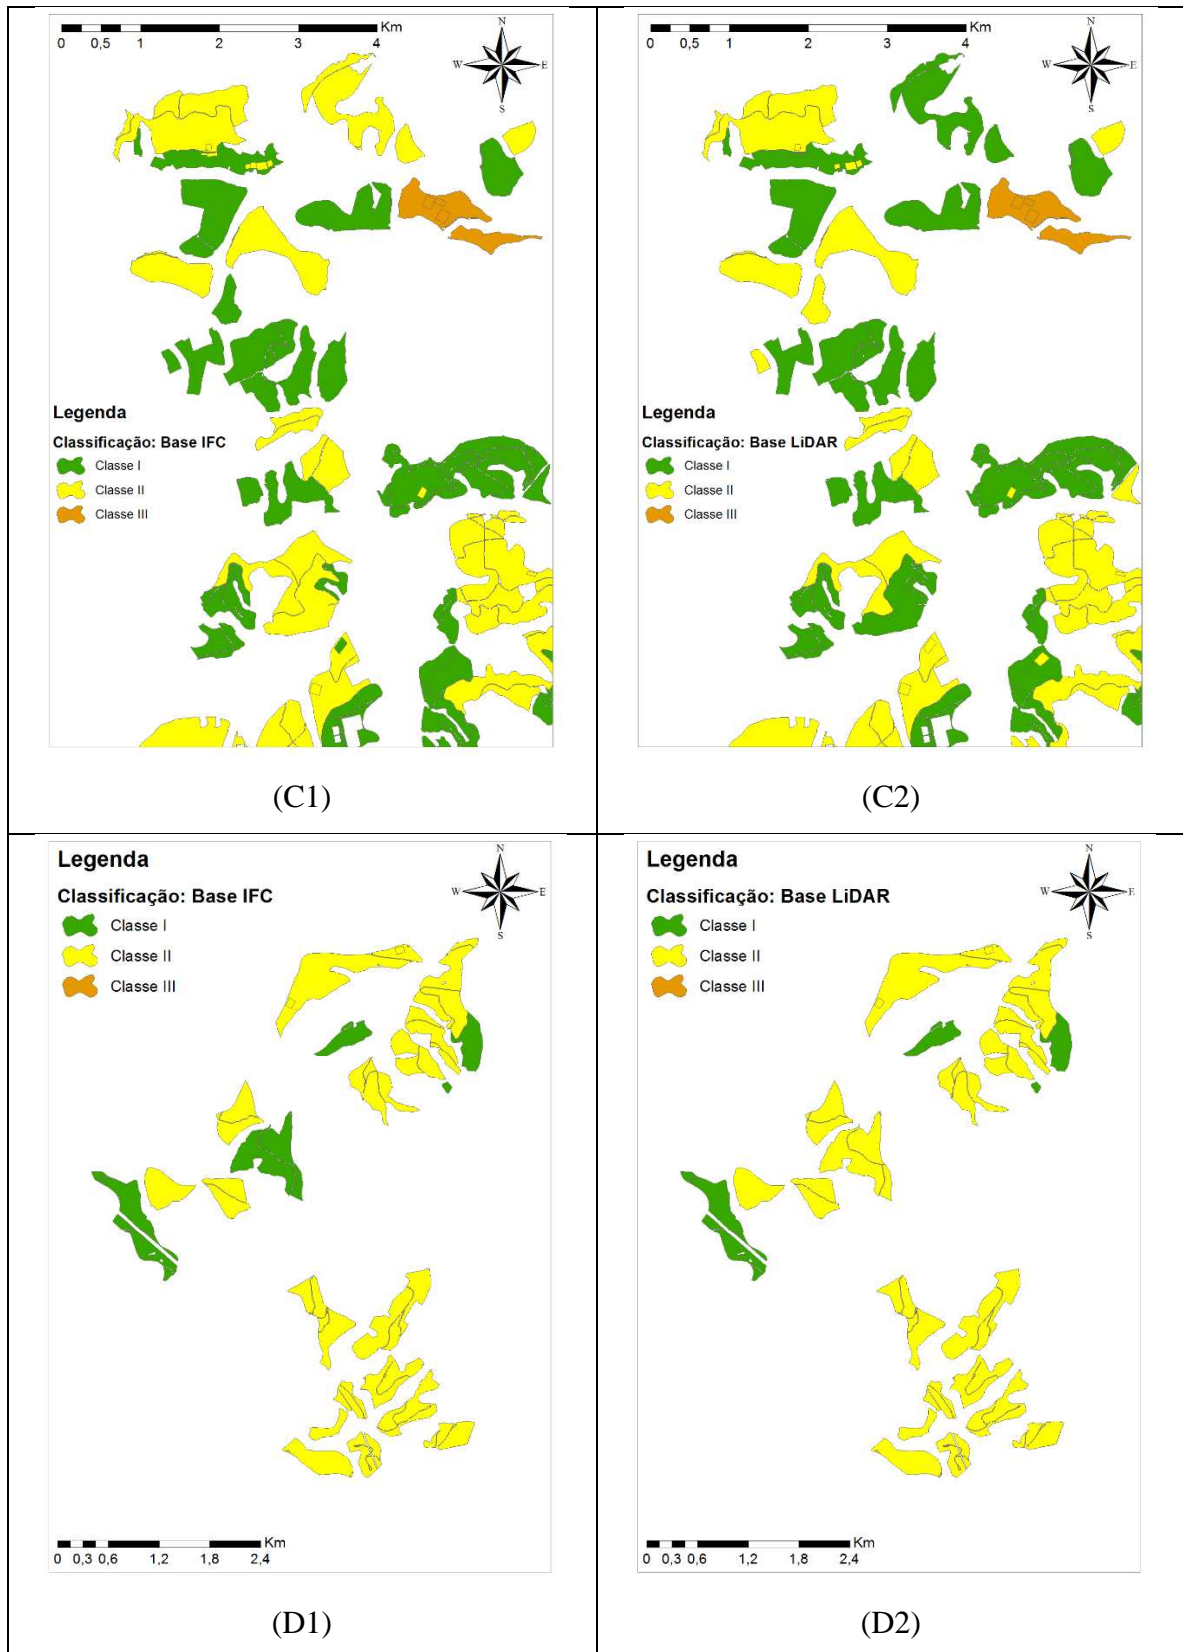 Km
0 0,5 1 2 3 4
N
W E
S
Legenda
Classificação: Base IFC
Classe I
Classe II
Classe III
(C1)
Km
0 0,5 1 2 3 4
N
W E
S
Legenda
Classificação: Base LiDAR
Classe I
Classe II
Classe III
(C2)
Legenda
Classificação: Base IFC
Classe I
Classe II
Classe III
N
W E
S
Km
0 0,3 0,6 1,2 1,8 2,4
(D1)
Legenda
Classificação: Base LiDAR
Classe I
Classe II
Classe III
N
W E
S
Km
0 0,3 0,6 1,2 1,8 2,4
(D2)